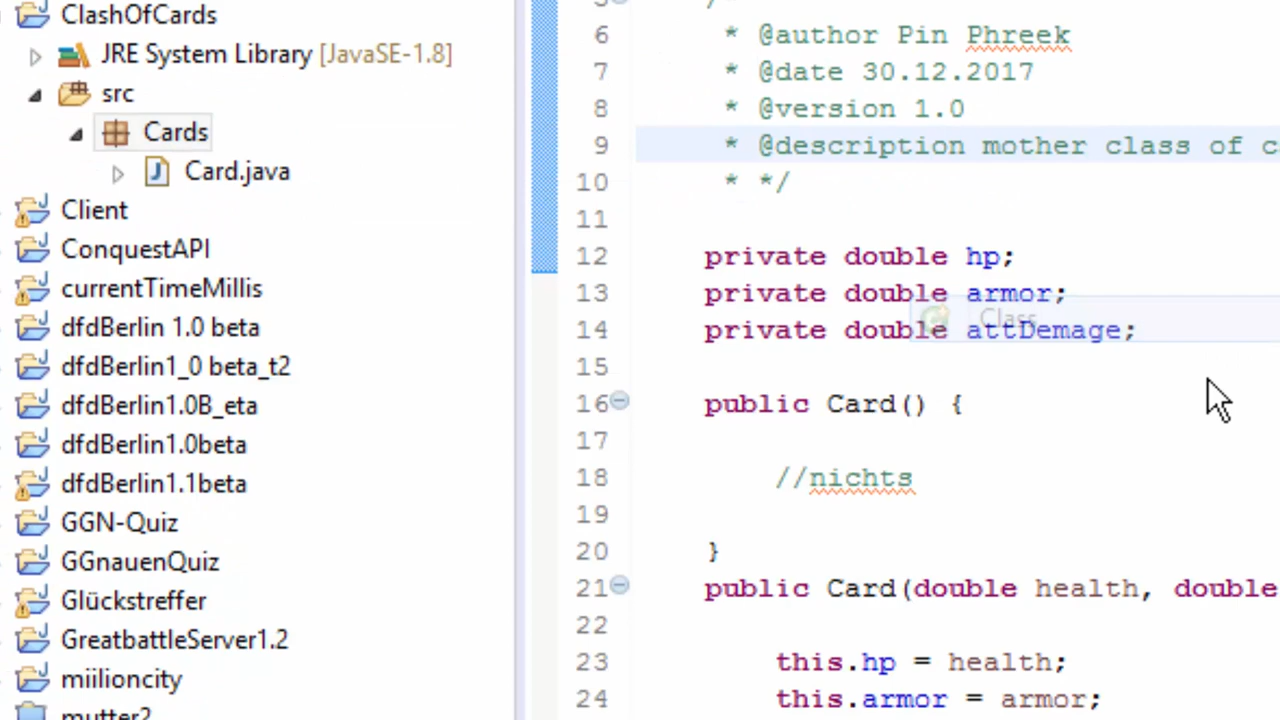 ClashOfCards
JRE System Library [JavaSE-1.8]
src
Cards
Card.java
Client
ConquestAPI
currentTimeMillis
dfdBerlin 1.0 beta
dfdBerlin1_0 beta_t2
dfdBerlin1.0B_eta
dfdBerlin1.0beta
dfdBerlin1.1beta
GGN-Quiz
GGnauenQuiz
Glückstreffer
GreatbattleServer1.2
miilioncity
mutter2
5 /*
6 * @author Pin Phreek
7 * @date 30.12.2017
8 * @version 1.0
9 * @description mother class of
10 * */
11
12 private double hp;
13 private double armor;
Class
14 private double attDemage;
15
16 public Card() {
17
18 //nichts
19
20 }
21 public Card(double health, double
22
23 this.hp = health;
24 this.armor = armor;